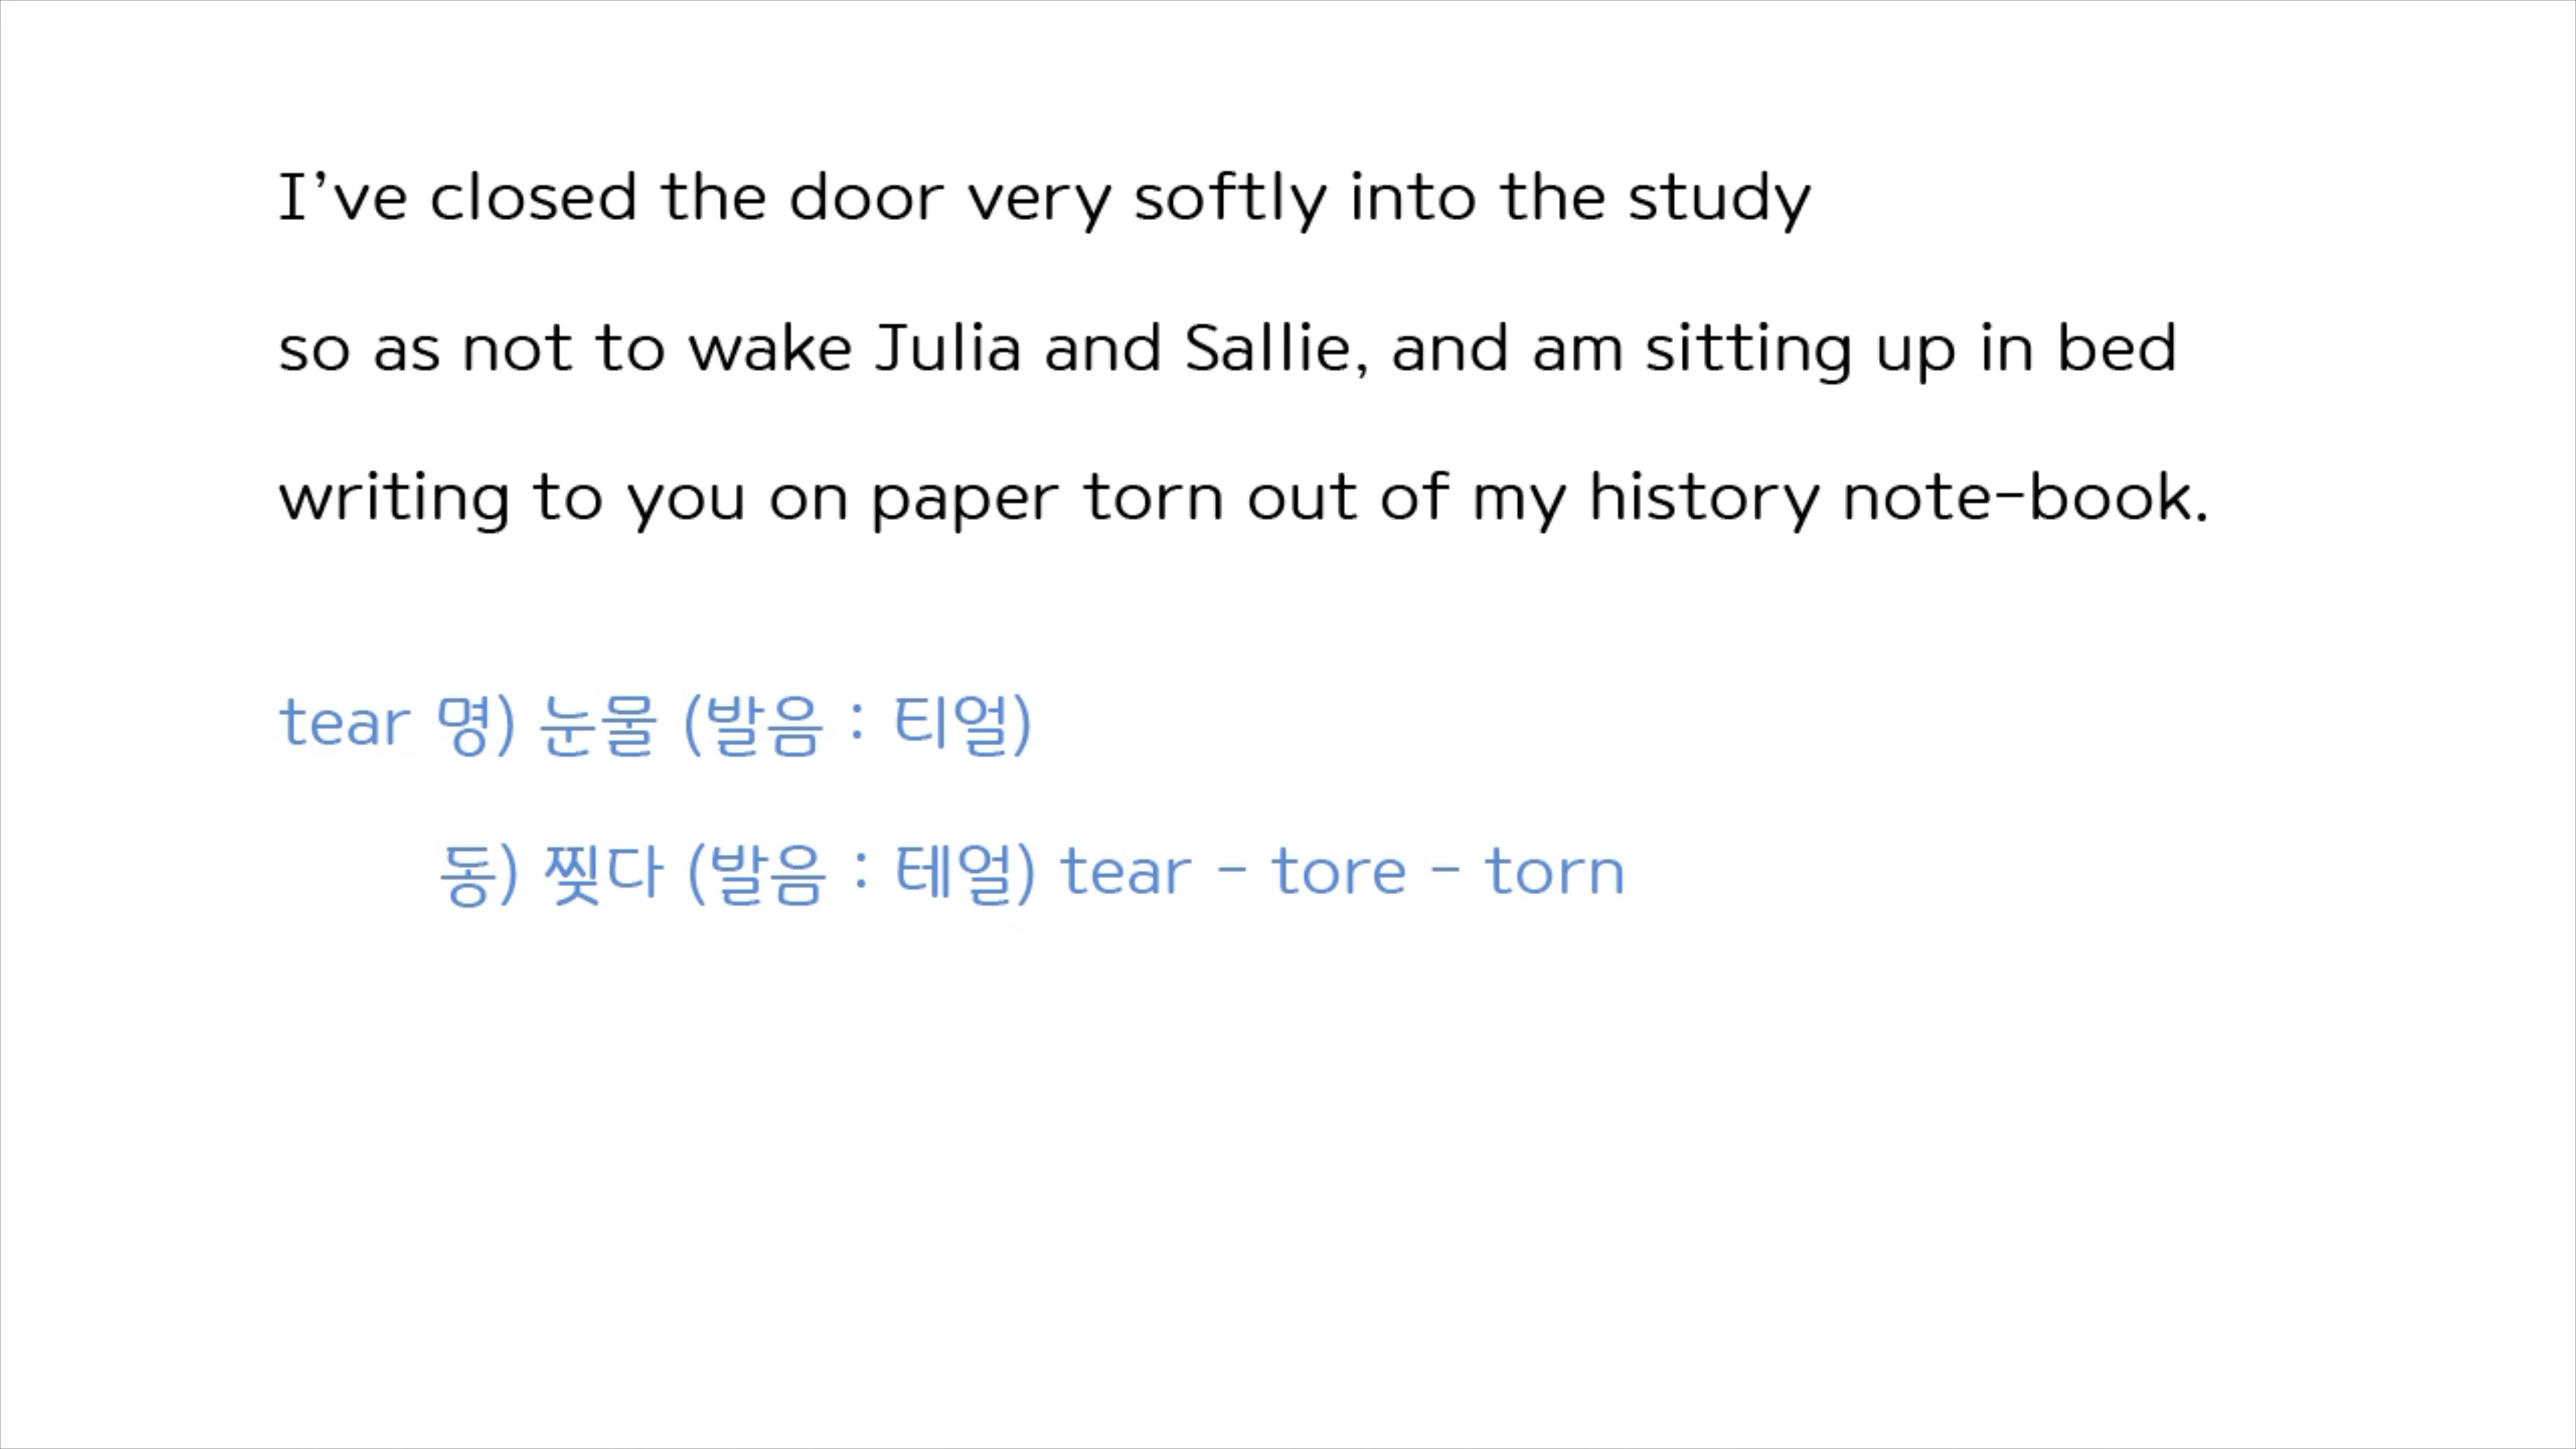 I’ve closed the door very softly into the study
so as not to wake Julia and Sallie, and am sitting up in bed
writing to you on paper torn out of my history note-book.
tear 명) 눈물 (발음 : 티얼)
동) 찢다 (발음 : 테얼) tear - tore - torn